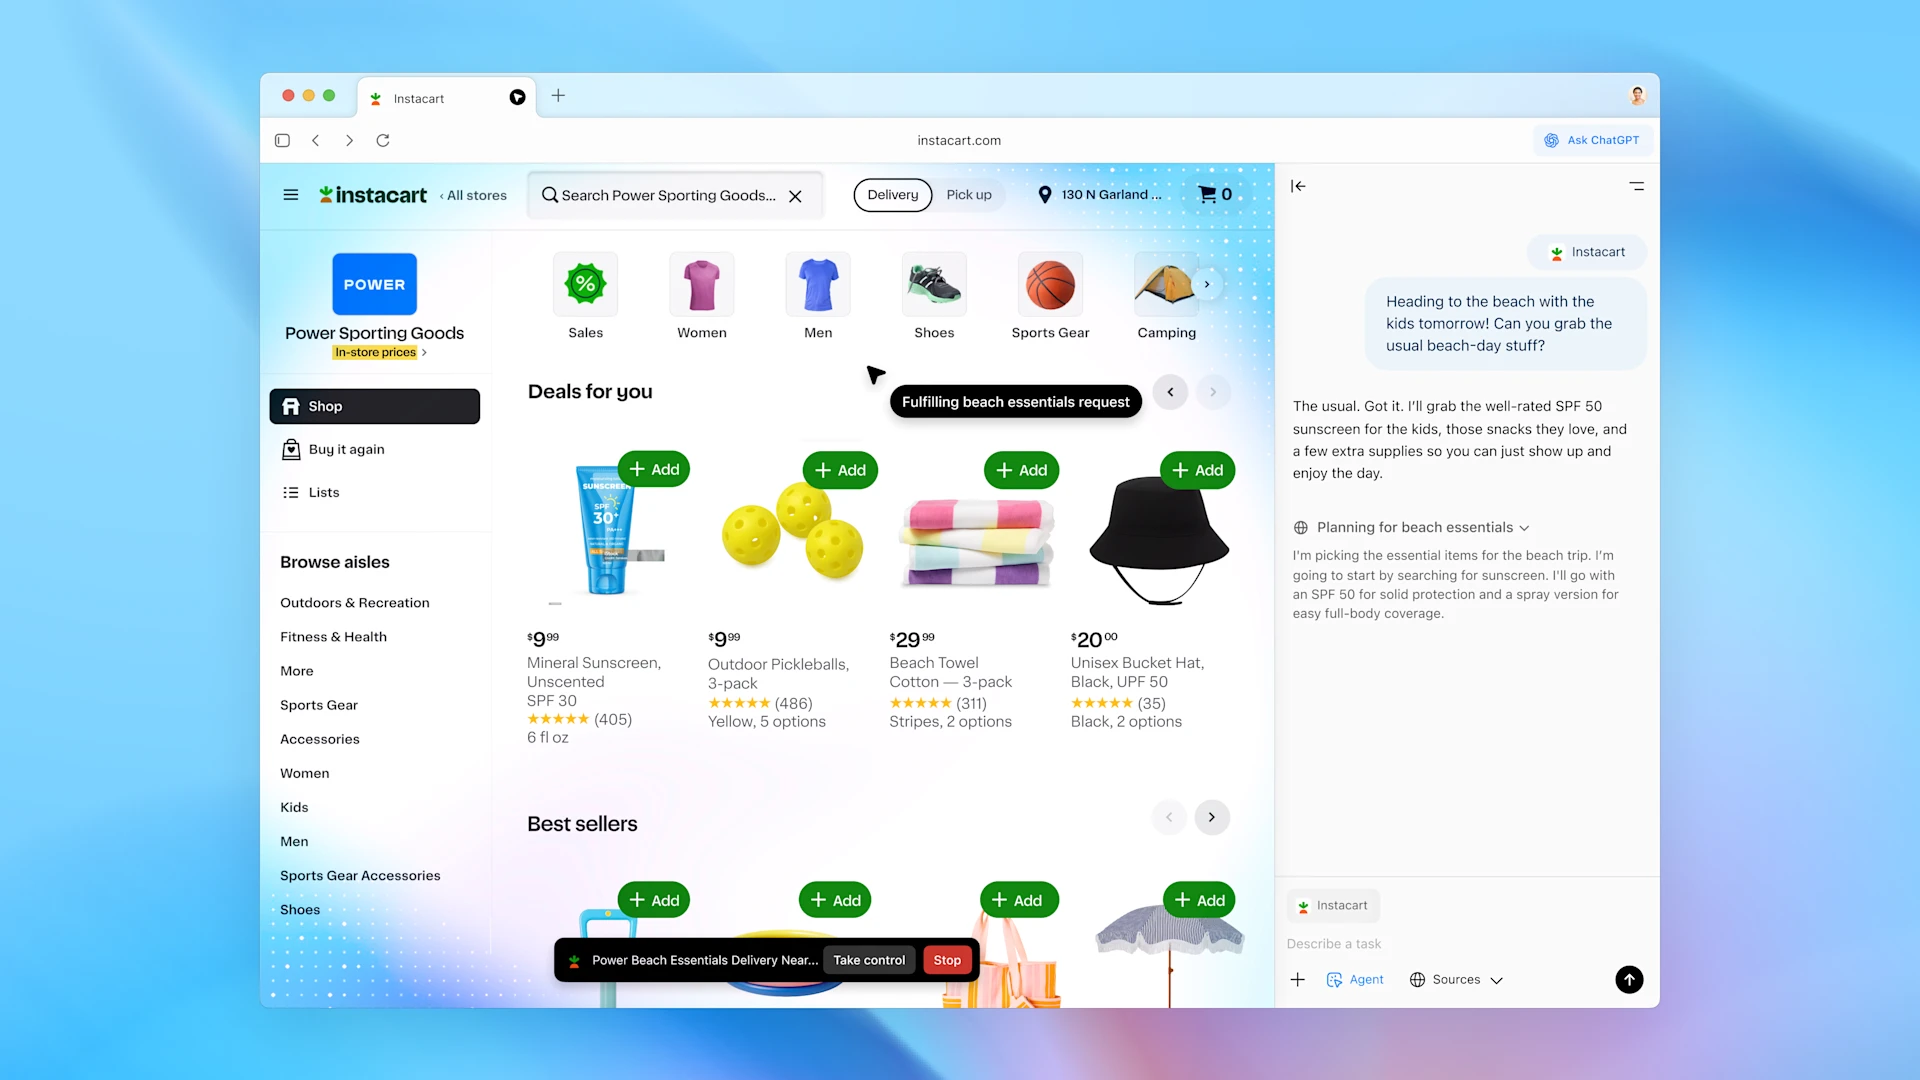 Instacart
instacart.com
Ask ChatGPT
instacart
‹ All stores
Search Power Sporting Goods...
Delivery
Pick up
130 N Garland ...
0
POWER
Power Sporting Goods
In-store prices
Shop
Buy it again
Lists
Browse aisles
Outdoors & Recreation
Fitness & Health
More
Sports Gear
Accessories
Women
Kids
Men
Sports Gear Accessories
Shoes
%
Sales
Women
Men
Shoes
Sports Gear
Camping
Deals for you
Fulfilling beach essentials request
+ Add
+ Add
+ Add
+ Add
SUNSCREEN
SPF
30+
PA+++
$9.99
Mineral Sunscreen,
Unscented
SPF 30
★★★★★ (405)
6 fl oz
$9.99
Outdoor Pickleballs,
3-pack
★★★★★ (486)
Yellow, 5 options
$29.99
Beach Towel
Cotton — 3-pack
★★★★★ (311)
Stripes, 2 options
$20.00
Unisex Bucket Hat,
Black, UPF 50
★★★★★ (35)
Black, 2 options
Best sellers
+ Add
+ Add
+ Add
+ Add
Power Beach Essentials Delivery Near...
Take control
Stop
Instacart
Heading to the beach with the
kids tomorrow! Can you grab the
usual beach-day stuff?
The usual. Got it. I'll grab the well-rated SPF 50
sunscreen for the kids, those snacks they love, and
a few extra supplies so you can just show up and
enjoy the day.
Planning for beach essentials
I'm picking the essential items for the beach trip. I'm
going to start by searching for sunscreen. I'll go with
an SPF 50 for solid protection and a spray version for
easy full-body coverage.
Instacart
Describe a task
Agent
Sources